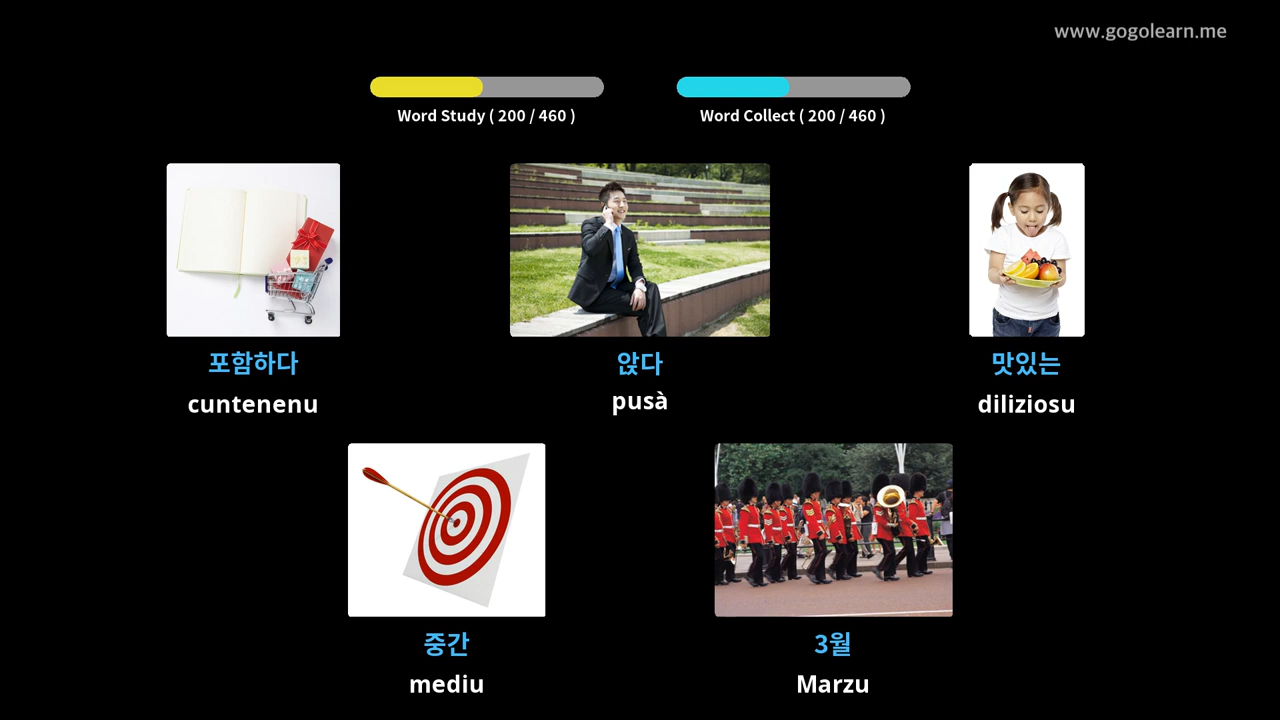 www.gogolearn.me
Word Study ( 200 / 460 )
Word Collect ( 200 / 460 )
포함하다
cuntenenu
앉다
pusà
맛있는
diliziosu
중간
mediu
3월
Marzu